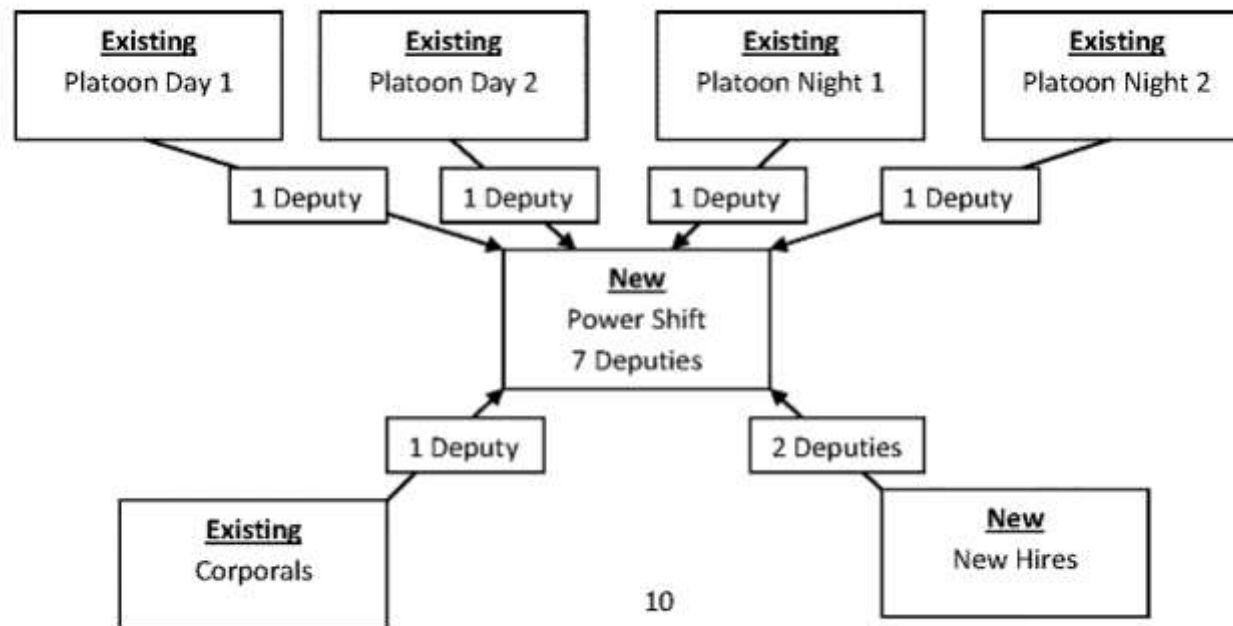 Existing
Platoon Day 1
Existing
Platoon Day 2
Existing
Platoon Night 1
Existing
Platoon Night 2
1 Deputy
1 Deputy
1 Deputy
1 Deputy
New
Power Shift
7 Deputies
1 Deputy
2 Deputies
Existing
Corporals
New
New Hires
10